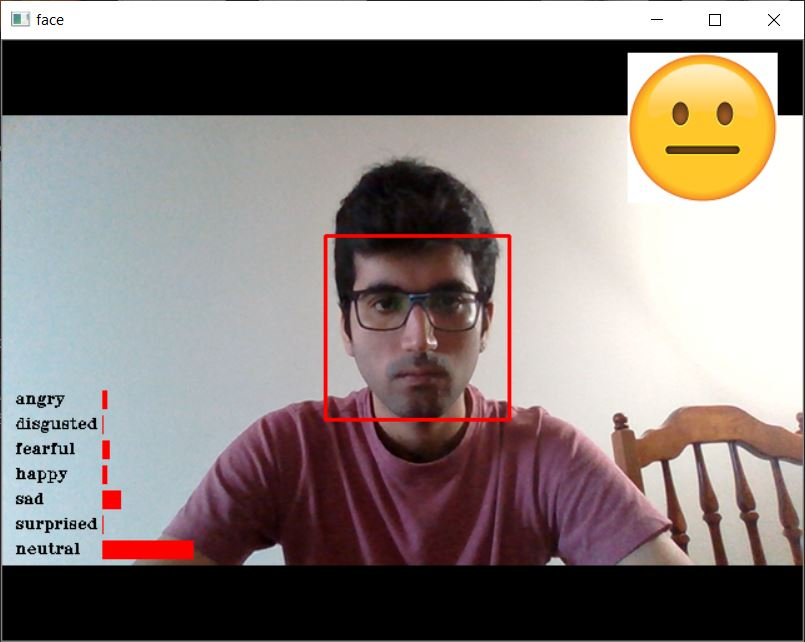 face
angry
disgusted
fearful
happy
sad
surprised
neutral